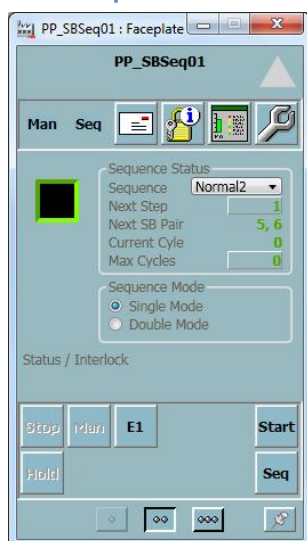 PP_SBSeq01 : Faceplate
PP_SBSeq01
Man Seq
Sequence Status
Sequence Normal2
Next Step 1
Next SB Pair 5, 6
Current Cyle 0
Max Cycles 0
Sequence Mode
Single Mode
Double Mode
Status / Interlock
Stop Man E1 Start
Hold Seq